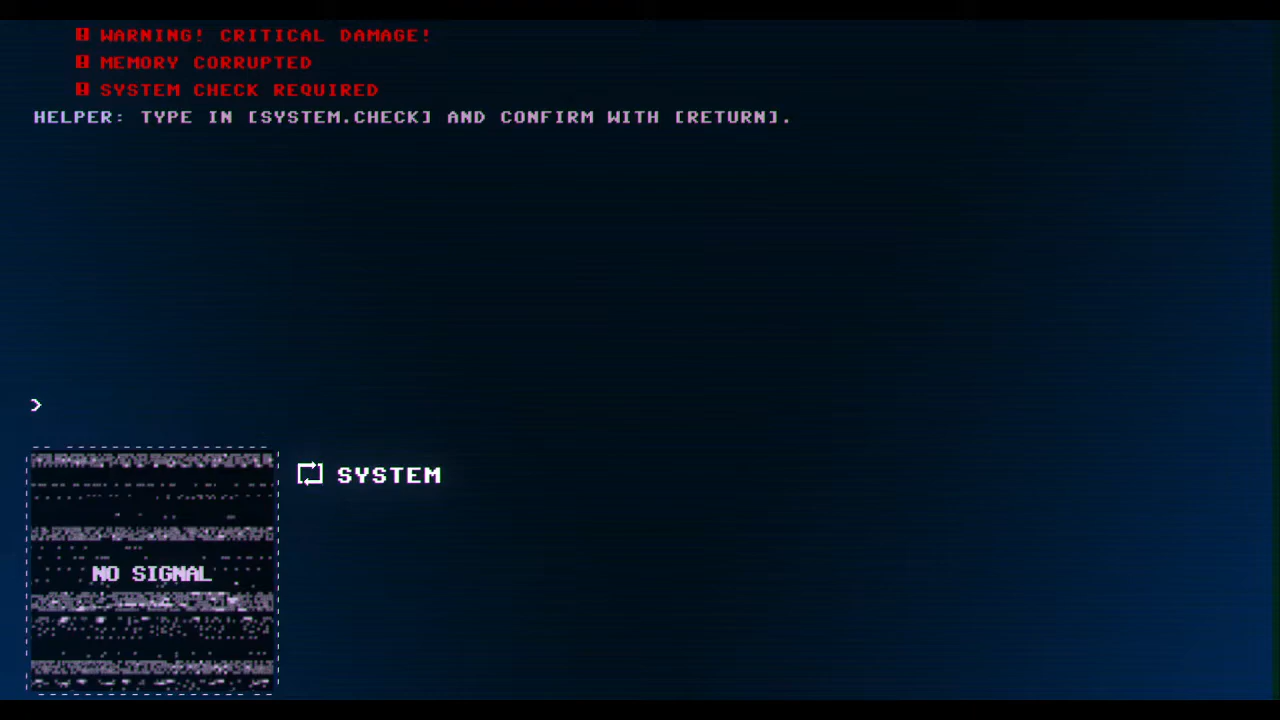 WARNING! CRITICAL DAMAGE!
MEMORY CORRUPTED
SYSTEM CHECK REQUIRED
HELPER: TYPE IN [SYSTEM.CHECK] AND CONFIRM WITH [RETURN].
>
SYSTEM
NO SIGNAL